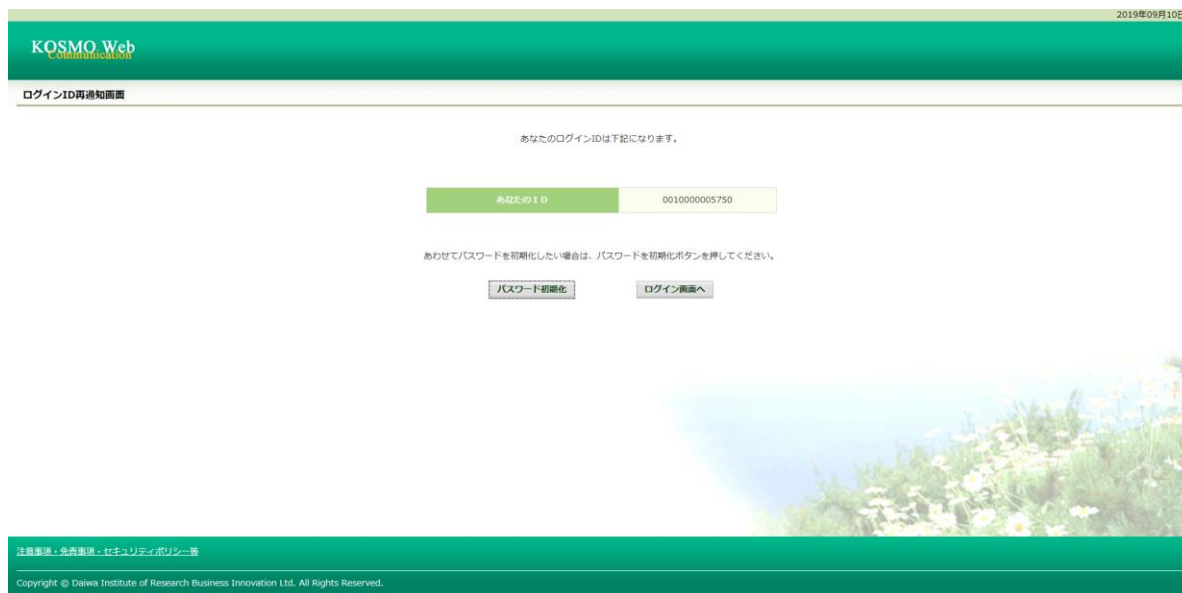 2019年09月10日
KOSMO Web
Communication
ログインID再通知画面
あなたのログインIDは下記になります。
あなたのID 0010000005750
あわせてパスワードを初期化したい場合は、パスワードを初期化ボタンを押してください。
パスワード初期化 ログイン画面へ
注意事項・免責事項・セキュリティポリシー等
Copyright © Daiwa Institute of Research Business Innovation Ltd. All Rights Reserved.